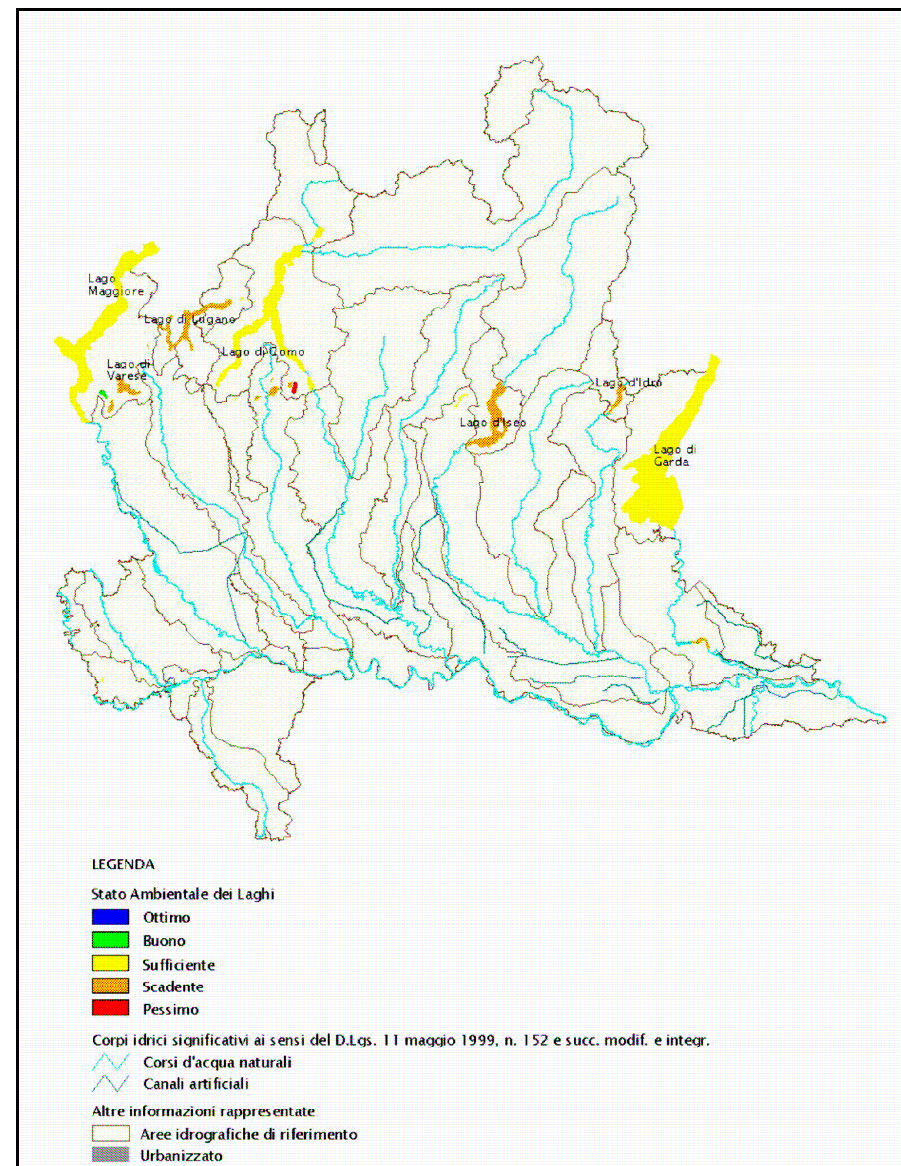 Lago
Maggiore
Lago di Lugano
Lago di Como
Lago di
Varese
Lago d'Idro
Lago d'Iseo
Lago di
Garda
LEGENDA
Stato Ambientale dei Laghi
Ottimo
Buono
Sufficiente
Scadente
Pessimo
Corpi idrici significativi ai sensi del D.Lgs. 11 maggio 1999, n. 152 e succ. modif. e integr.
Corsi d'acqua naturali
Canali artificiali
Altre informazioni rappresentate
Aree idrografiche di riferimento
Urbanizzato